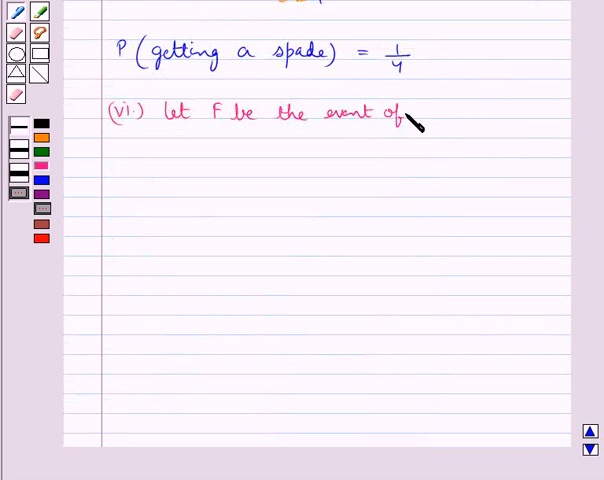 P (getting a spade) = 1/4
(vi.) let F be the event of